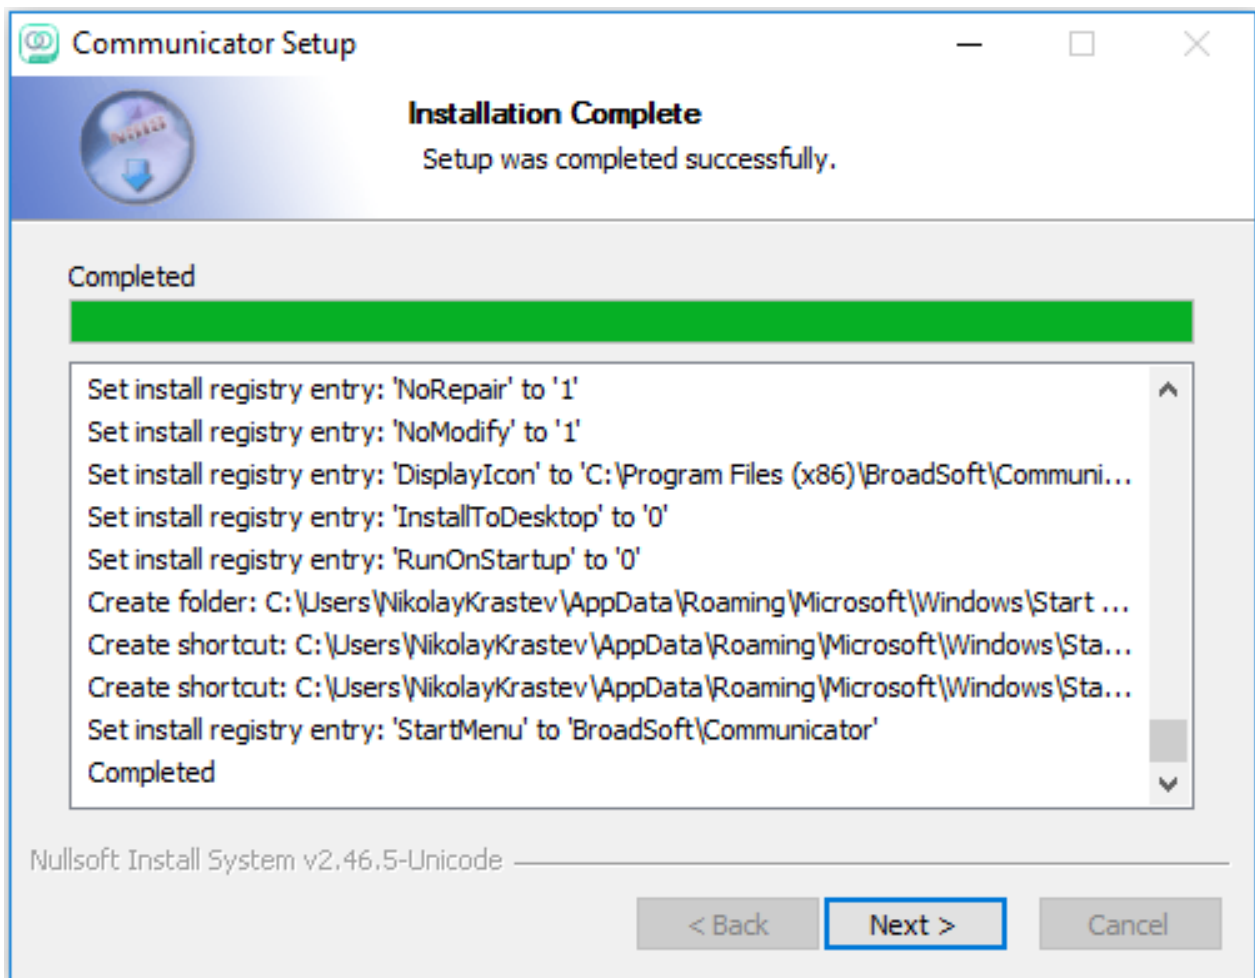 Communicator Setup
Installation Complete
Setup was completed successfully.
Completed
Set install registry entry: 'NoRepair' to '1'
Set install registry entry: 'NoModify' to '1'
Set install registry entry: 'DisplayIcon' to 'C:\Program Files (x86)\BroadSoft\Communi...
Set install registry entry: 'InstallToDesktop' to '0'
Set install registry entry: 'RunOnStartup' to '0'
Create folder: C:\Users\NikolayKrastev\AppData\Roaming\Microsoft\Windows\Start ...
Create shortcut: C:\Users\NikolayKrastev\AppData\Roaming\Microsoft\Windows\Sta...
Create shortcut: C:\Users\NikolayKrastev\AppData\Roaming\Microsoft\Windows\Sta...
Set install registry entry: 'StartMenu' to 'BroadSoft\Communicator'
Completed
Nullsoft Install System v2.46.5-Unicode
< Back
Next >
Cancel